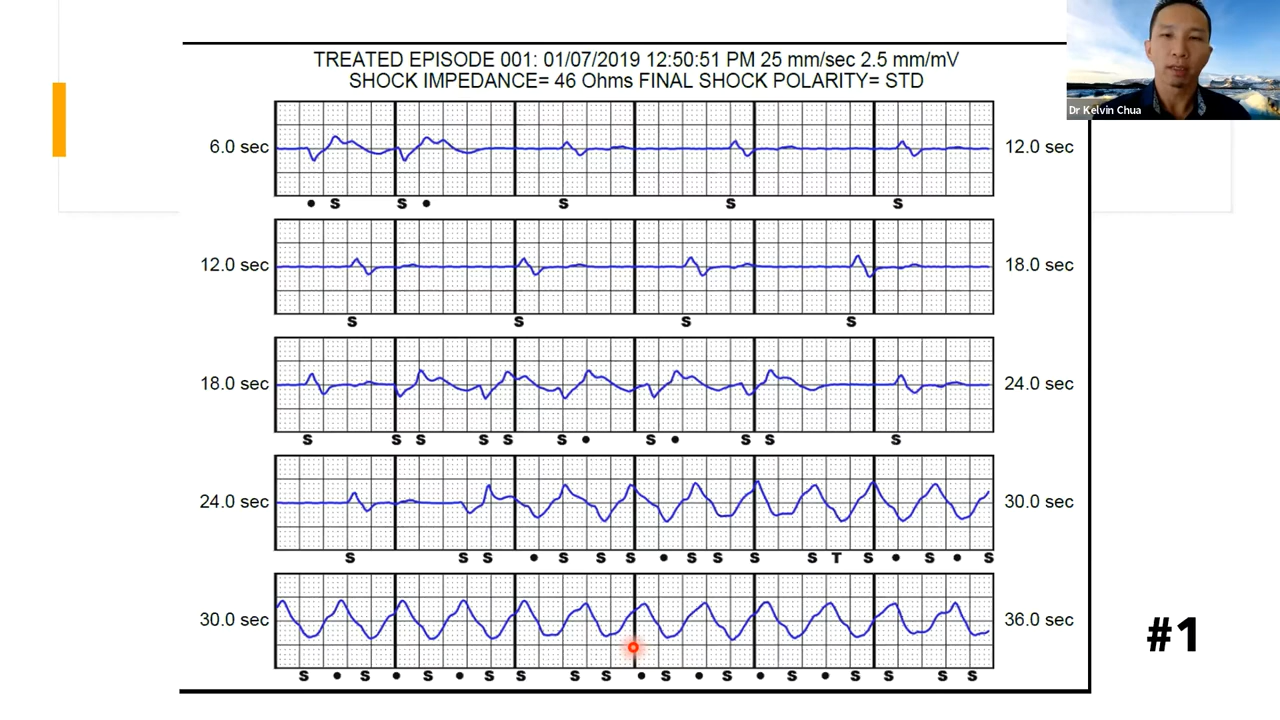 TREATED EPISODE 001: 01/07/2019 12:50:51 PM 25 mm/sec 2.5 mm/mV
SHOCK IMPEDANCE= 46 Ohms FINAL SHOCK POLARITY= STD
Dr Kelvin Chua
6.0 sec 12.0 sec
• S S • S S S
12.0 sec 18.0 sec
S S S S
18.0 sec 24.0 sec
S S S S S S • S • S S S
24.0 sec 30.0 sec
S S S • S S S • S S S S T S • S • S
30.0 sec 36.0 sec
S • S • S • S S S • S • S • S • S S S S
#1